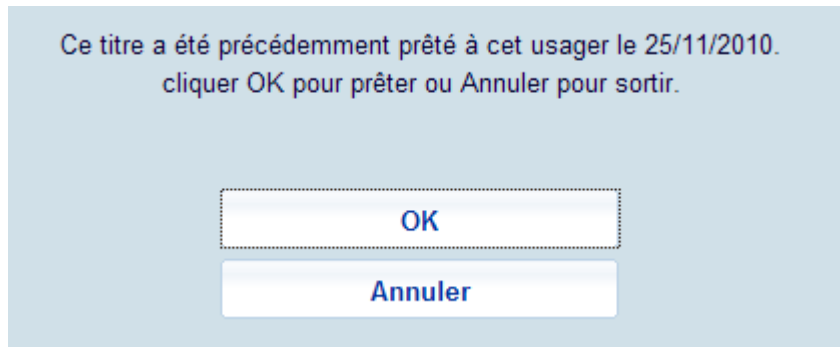 Ce titre a été précédemment prêté à cet usager le 25/11/2010.
cliquer OK pour prêter ou Annuler pour sortir.
OK
Annuler